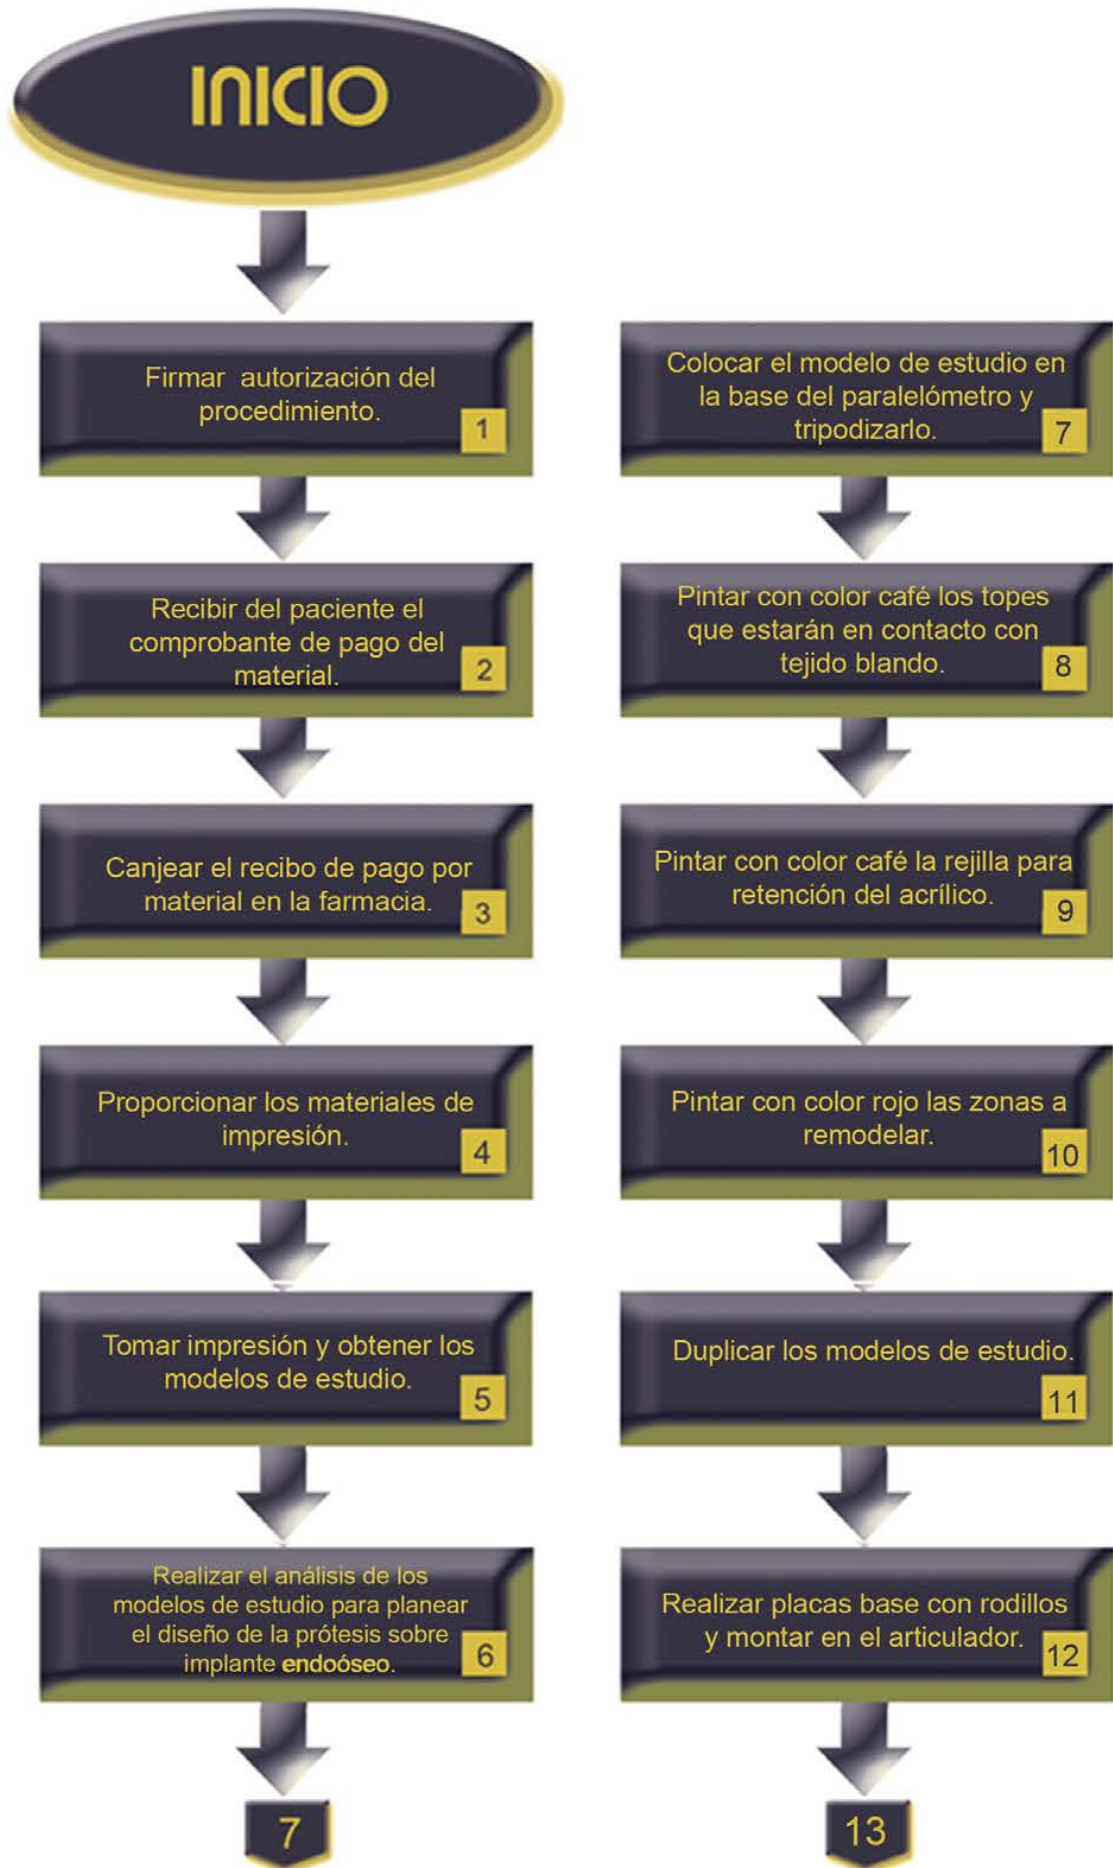 INICIO
Firmar autorización del
procedimiento.
1
Recibir del paciente el
comprobante de pago del
material.
2
Canjear el recibo de pago por
material en la farmacia.
3
Proporcionar los materiales de
impresión.
4
Tomar impresión y obtener los
modelos de estudio.
5
Realizar el análisis de los
modelos de estudio para planear
el diseño de la prótesis sobre
implante endoóseo.
6
7
Colocar el modelo de estudio en
la base del paralelómetro y
tripodizarlo.
7
Pintar con color café los topes
que estarán en contacto con
tejido blando.
8
Pintar con color café la rejilla para
retención del acrílico.
9
Pintar con color rojo las zonas a
remodelar.
10
Duplicar los modelos de estudio.
11
Realizar placas base con rodillos
y montar en el articulador.
12
13